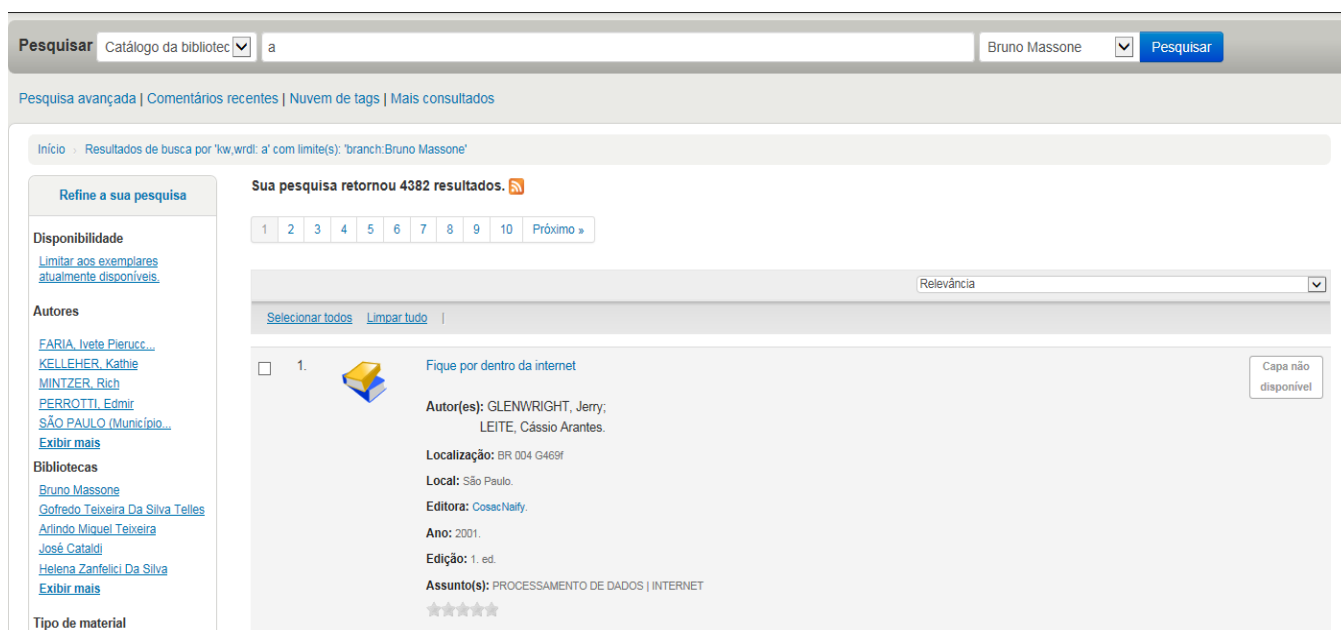 Pesquisar Catálogo da bibliotec a Bruno Massone Pesquisar
Pesquisa avançada | Comentários recentes | Nuvem de tags | Mais consultados
Início › Resultados de busca por 'kw,wrdl: a' com limite(s): 'branch:Bruno Massone'
Refine a sua pesquisa
Disponibilidade
Limitar aos exemplares
atualmente disponíveis.
Autores
FARIA, Ivete Pierucc...
KELLEHER, Kathie
MINTZER, Rich
PERROTTI, Edmir
SÃO PAULO (Município...
Exibir mais
Bibliotecas
Bruno Massone
Gofredo Teixeira Da Silva Telles
Arlindo Miguel Teixeira
José Cataldi
Helena Zanfelici Da Silva
Exibir mais
Tipo de material
Sua pesquisa retornou 4382 resultados.
1 2 3 4 5 6 7 8 9 10 Próximo »
Relevância
Selecionar todos Limpar tudo |
1. Fique por dentro da internet
Autor(es): GLENWRIGHT, Jerry;
LEITE, Cássio Arantes.
Localização: BR 004 G469f
Local: São Paulo.
Editora: CosacNaify.
Ano: 2001.
Edição: 1. ed.
Assunto(s): PROCESSAMENTO DE DADOS | INTERNET
Capa não
disponível